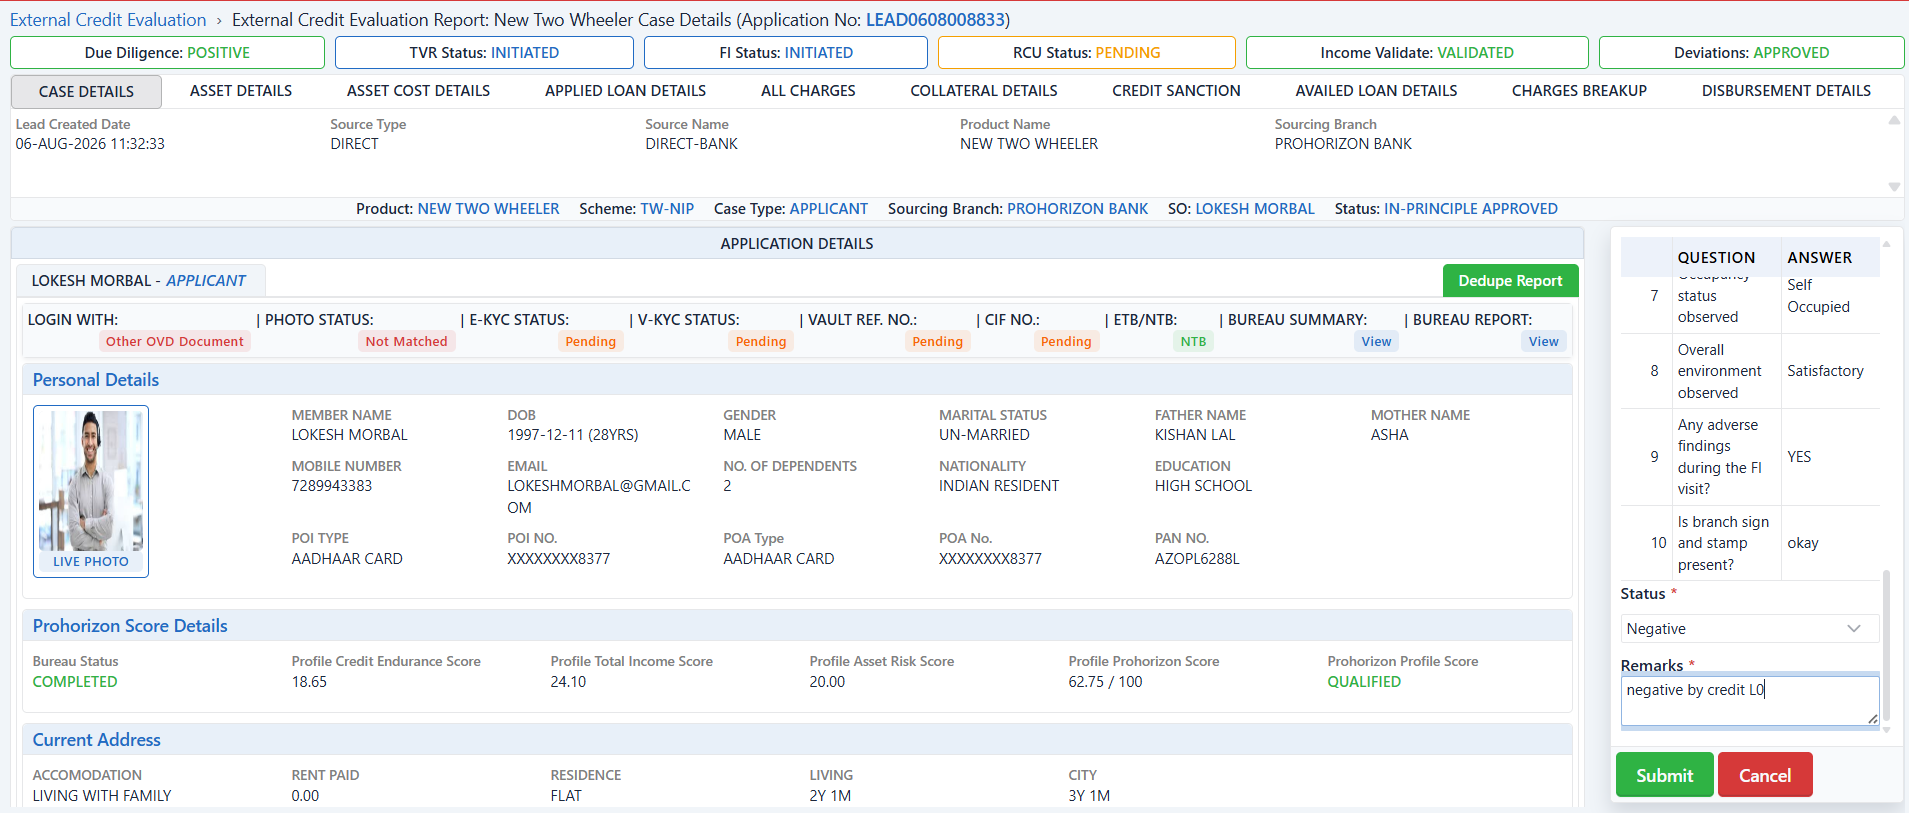 External Credit Evaluation › External Credit Evaluation Report: New Two Wheeler Case Details (Application No: LEAD0608008833)
Due Diligence: POSITIVE
TVR Status: INITIATED
FI Status: INITIATED
RCU Status: PENDING
Income Validate: VALIDATED
Deviations: APPROVED
CASE DETAILS
ASSET DETAILS
ASSET COST DETAILS
APPLIED LOAN DETAILS
ALL CHARGES
COLLATERAL DETAILS
CREDIT SANCTION
AVAILED LOAN DETAILS
CHARGES BREAKUP
DISBURSEMENT DETAILS
Lead Created Date
06-AUG-2026 11:32:33
Source Type
DIRECT
Source Name
DIRECT-BANK
Product Name
NEW TWO WHEELER
Sourcing Branch
PROHORIZON BANK
Product: NEW TWO WHEELER Scheme: TW-NIP Case Type: APPLICANT Sourcing Branch: PROHORIZON BANK SO: LOKESH MORBAL Status: IN-PRINCIPLE APPROVED
APPLICATION DETAILS
LOKESH MORBAL - APPLICANT
Dedupe Report
LOGIN WITH:
Other OVD Document
| PHOTO STATUS:
Not Matched
| E-KYC STATUS:
Pending
| V-KYC STATUS:
Pending
| VAULT REF. NO.:
Pending
| CIF NO.:
Pending
| ETB/NTB:
NTB
| BUREAU SUMMARY:
View
| BUREAU REPORT:
View
Personal Details
LIVE PHOTO
MEMBER NAME
LOKESH MORBAL
DOB
1997-12-11 (28YRS)
GENDER
MALE
MARITAL STATUS
UN-MARRIED
FATHER NAME
KISHAN LAL
MOTHER NAME
ASHA
MOBILE NUMBER
7289943383
EMAIL
LOKESHMORBAL@GMAIL.C
OM
NO. OF DEPENDENTS
2
NATIONALITY
INDIAN RESIDENT
EDUCATION
HIGH SCHOOL
POI TYPE
AADHAAR CARD
POI NO.
XXXXXXXX8377
POA Type
AADHAAR CARD
POA No.
XXXXXXXX8377
PAN NO.
AZOPL6288L
Prohorizon Score Details
Bureau Status
COMPLETED
Profile Credit Endurance Score
18.65
Profile Total Income Score
24.10
Profile Asset Risk Score
20.00
Profile Prohorizon Score
62.75 / 100
Prohorizon Profile Score
QUALIFIED
Current Address
ACCOMODATION
LIVING WITH FAMILY
RENT PAID
0.00
RESIDENCE
FLAT
LIVING
2Y 1M
CITY
3Y 1M
QUESTION
ANSWER
7
Occupancy
status
observed
Self
Occupied
8
Overall
environment
observed
Satisfactory
9
Any adverse
findings
during the FI
visit?
YES
10
Is branch sign
and stamp
present?
okay
Status *
Negative
Remarks *
negative by credit L0
Submit
Cancel